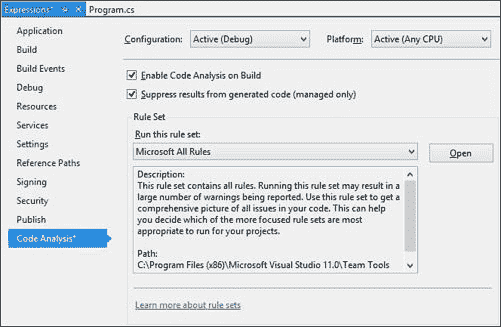 Expressions* Program.cs
Application
Build
Build Events
Debug
Resources
Services
Settings
Reference Paths
Signing
Security
Publish
Code Analysis*
Configuration: Active (Debug) Platform: Active (Any CPU)
Enable Code Analysis on Build
Suppress results from generated code (managed only)
Rule Set
Run this rule set:
Microsoft All Rules Open
Description:
This rule set contains all rules. Running this rule set may result in a
large number of warnings being reported. Use this rule set to get a
comprehensive picture of all issues in your code. This can help
you decide which of the more focused rule sets are most
appropriate to run for your projects.
Path:
C:\Program Files (x86)\Microsoft Visual Studio 11.0\Team Tools
Learn more about rule sets